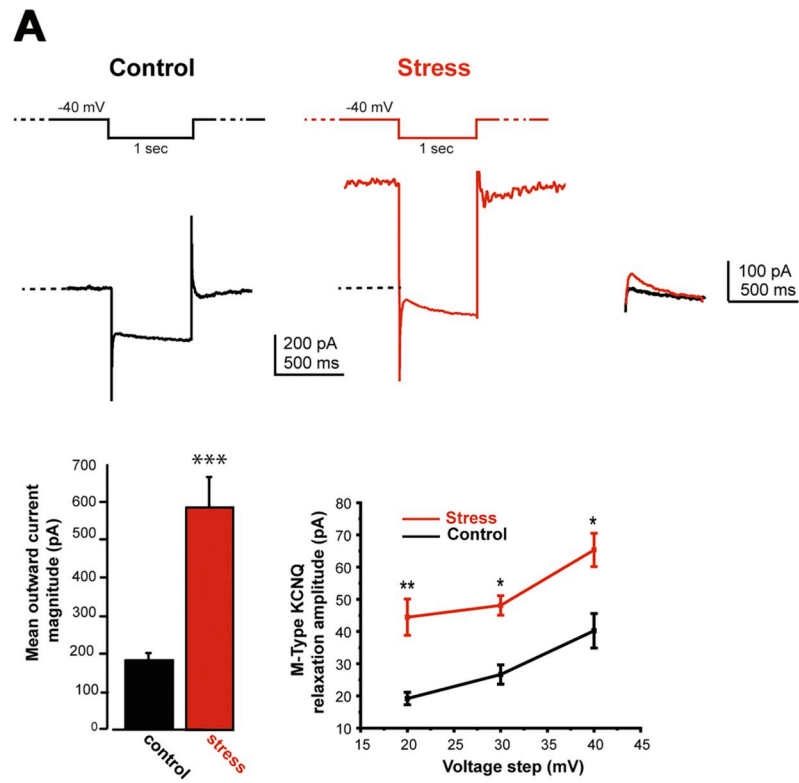 A
Control
Stress
-40 mV
-40 mV
1 sec
1 sec
200 pA
500 ms
100 pA
500 ms
Mean outward current
magnitude (pA)
700
600
500
400
300
200
100
0
***
control
stress
M-Type KCNQ
relaxation amplitude (pA)
80
70
60
50
40
30
20
10
Stress
Control
**
*
*
15
20
25
30
35
40
45
Voltage step (mV)